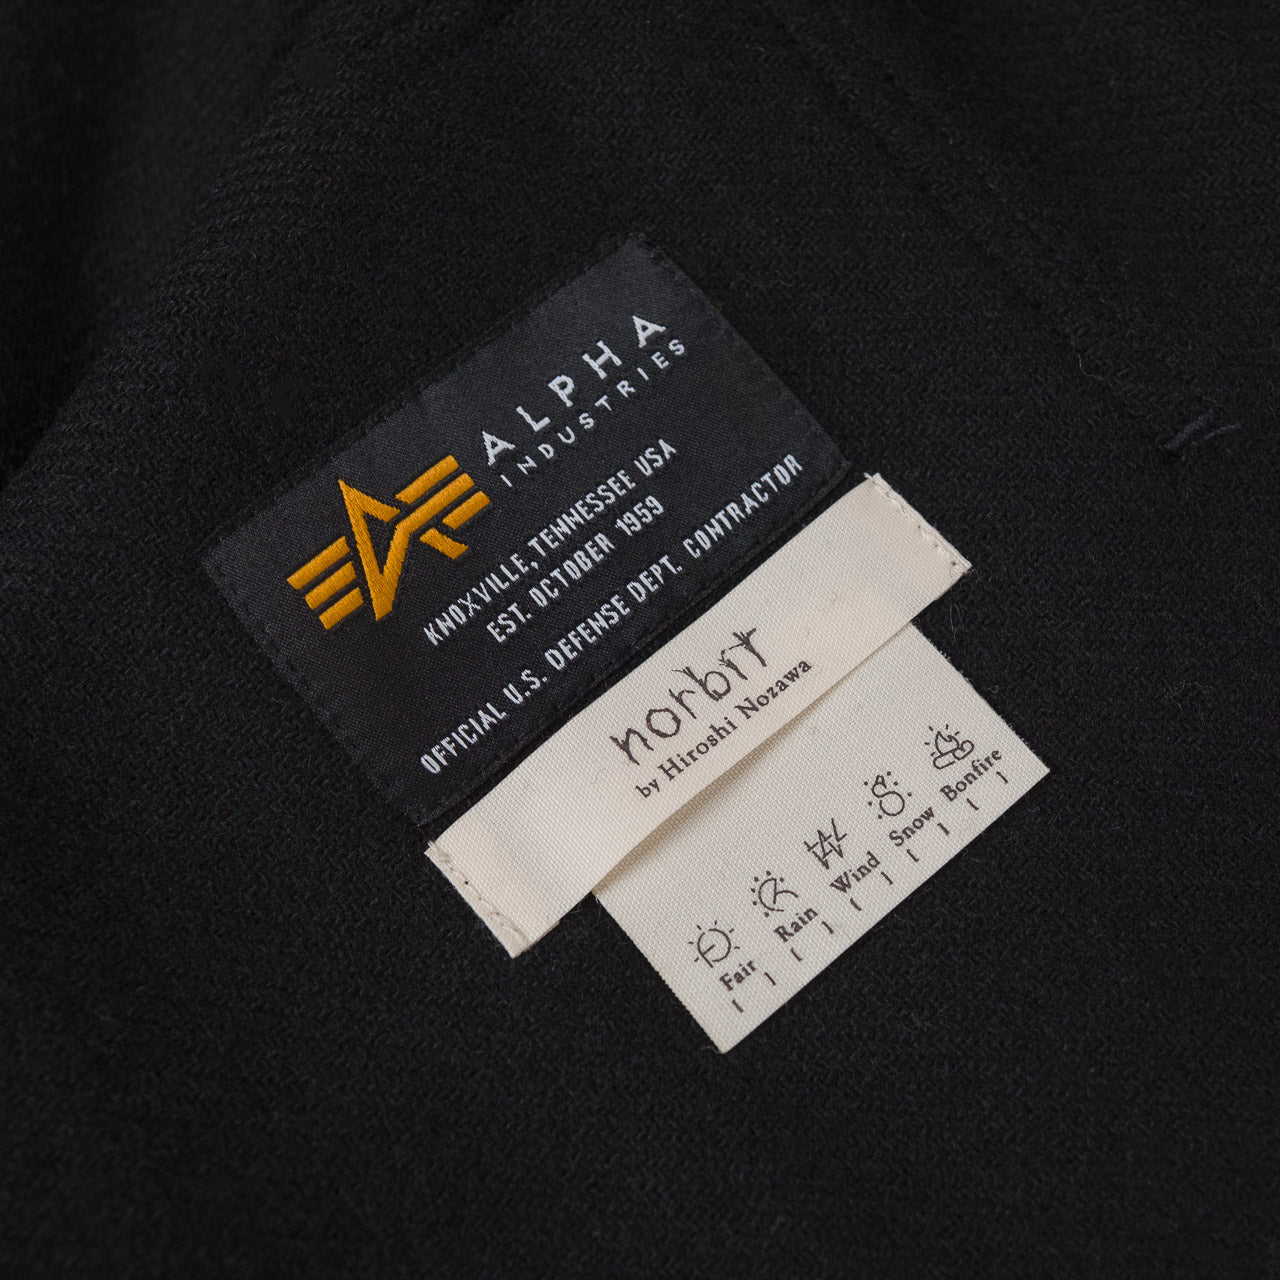 ALPHA
INDUSTRIES
KNOXVILLE, TENNESSEE USA
EST. OCTOBER 1959
OFFICIAL U.S. DEFENSE DEPT. CONTRACTOR
norbit
by Hiroshi Nozawa
Fair Rain Wind Snow Bonfire